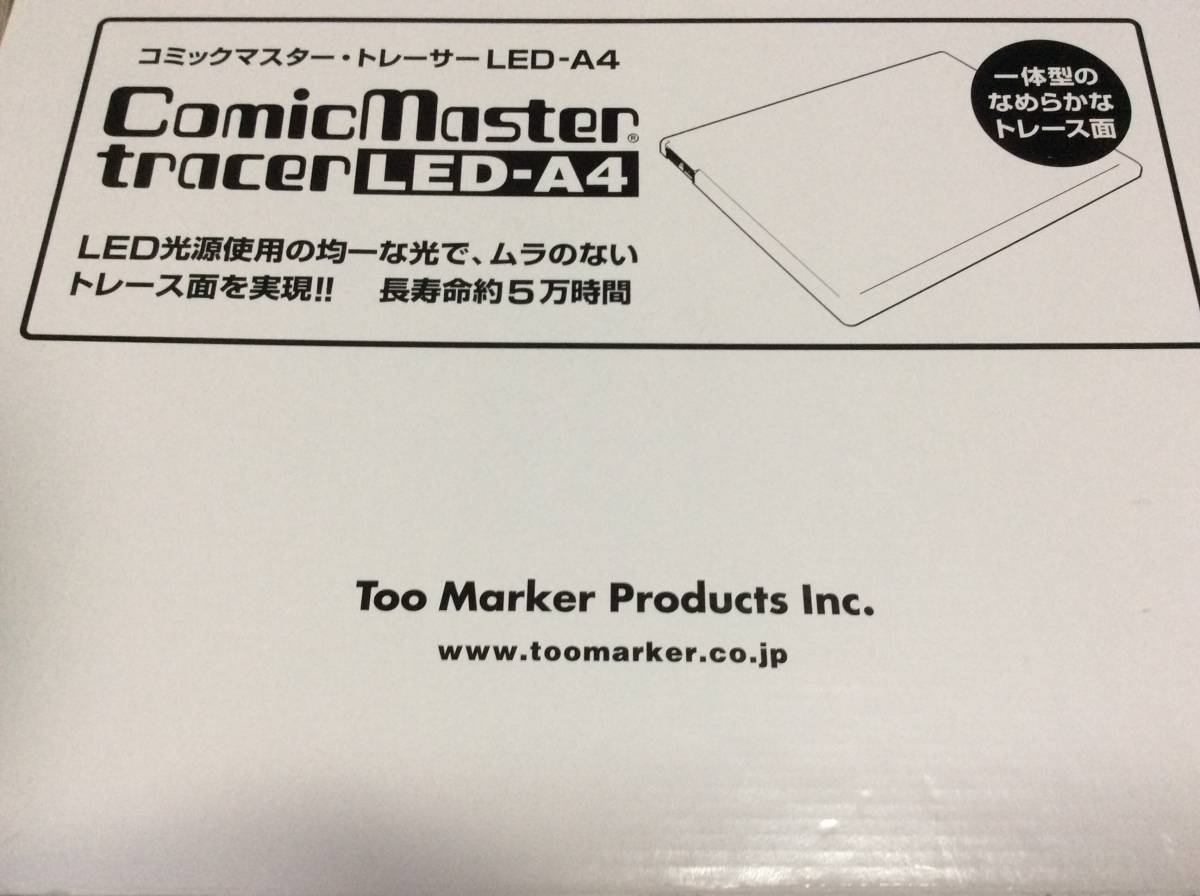 コミックマスター・トレーサーLED-A4
ComicMaster®
tracer LED-A4
LED光源使用の均一な光で、ムラのない
トレース面を実現!! 長寿命約5万時間
一体型の
なめらかな
トレース面
Too Marker Products Inc.
www.toomarker.co.jp